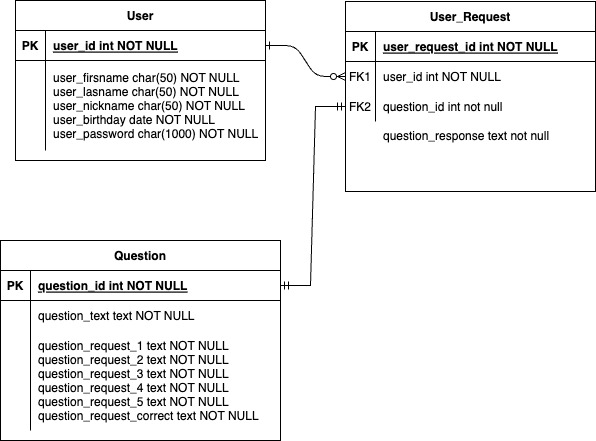 User
PK user_id int NOT NULL
user_firsname char(50) NOT NULL
user_lasname char(50) NOT NULL
user_nickname char(50) NOT NULL
user_birthday date NOT NULL
user_password char(1000) NOT NULL
User_Request
PK user_request_id int NOT NULL
FK1 user_id int NOT NULL
FK2 question_id int not null
question_response text not null
Question
PK question_id int NOT NULL
question_text text NOT NULL
question_request_1 text NOT NULL
question_request_2 text NOT NULL
question_request_3 text NOT NULL
question_request_4 text NOT NULL
question_request_5 text NOT NULL
question_request_correct text NOT NULL